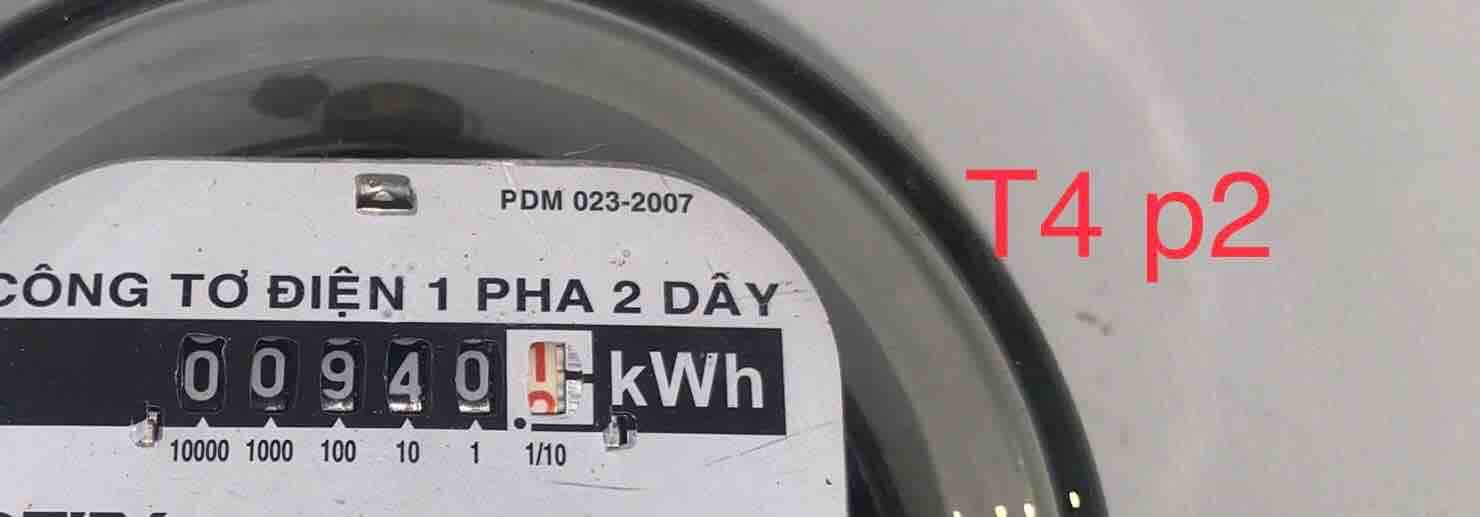 PDM 023-2007
T4 p2
CÔNG TƠ ĐIỆN 1 PHA 2 DÂY
00940 kWh
10000 1000 100 10 1 1/10